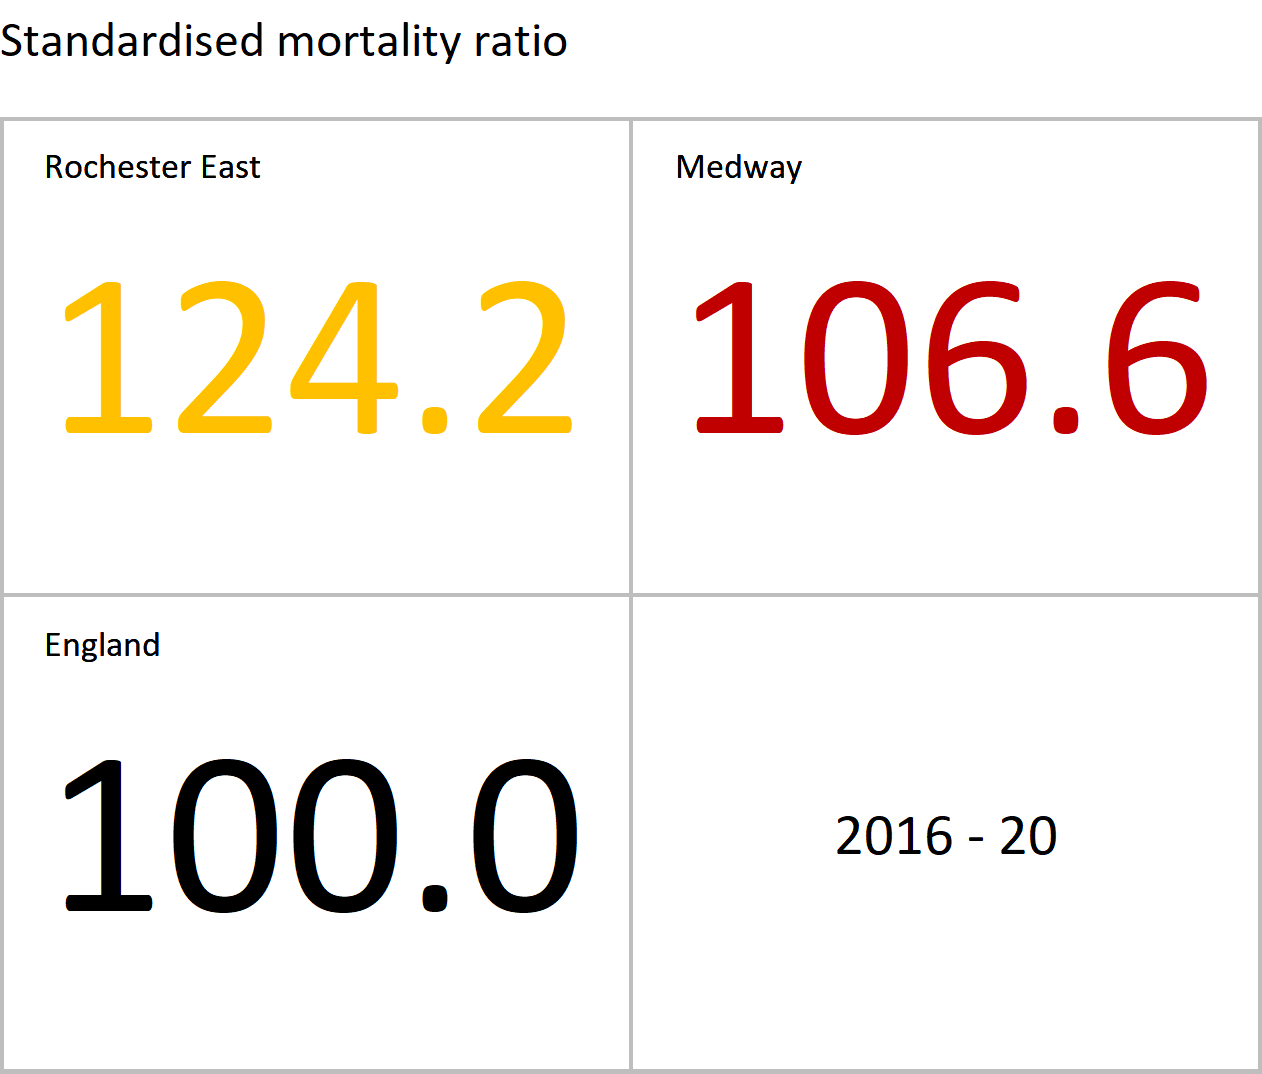 Standardised mortality ratio
Rochester East
124.2
Medway
106.6
England
100.0
2016 - 20